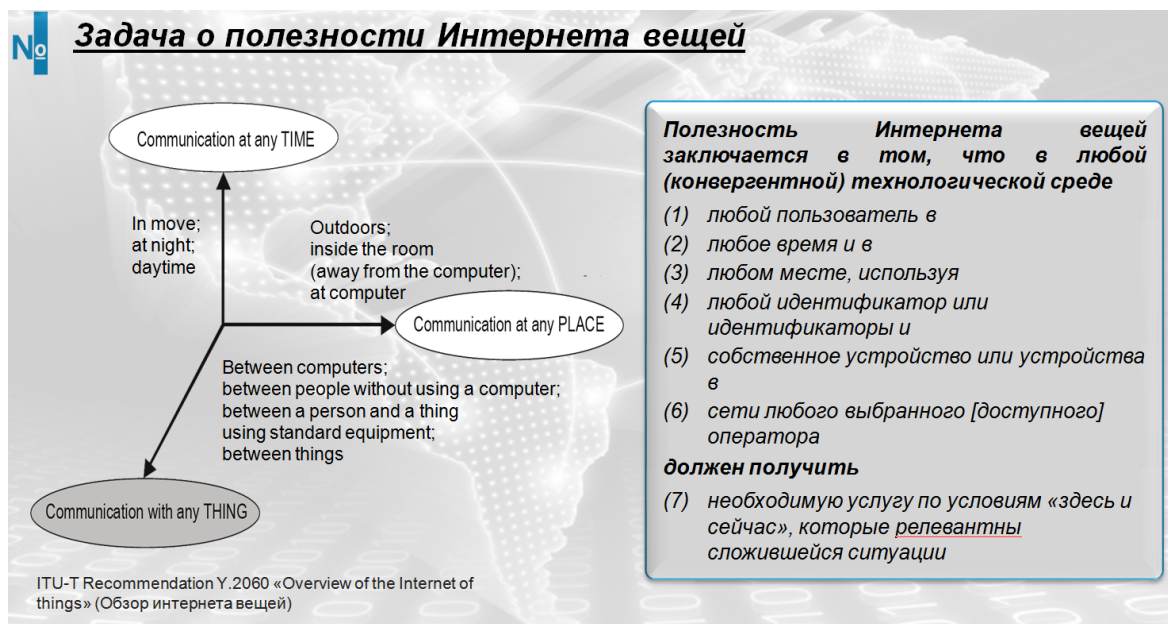 №
Задача о полезности Интернета вещей
Communication at any TIME
In move;
at night;
daytime
Outdoors;
inside the room
(away from the computer);
at computer
Communication at any PLACE
Between computers;
between people without using a computer;
between a person and a thing
using standard equipment;
between things
Communication with any THING
ITU-T Recommendation Y.2060 «Overview of the Internet of
things» (Обзор интернета вещей)
Полезность Интернета вещей
заключается в том, что в любой
(конвергентной) технологической среде
(1) любой пользователь в
(2) любое время и в
(3) любом месте, используя
(4) любой идентификатор или
идентификаторы и
(5) собственное устройство или устройства
в
(6) сети любого выбранного [доступного]
оператора
должен получить
(7) необходимую услугу по условиям «здесь и
сейчас», которые релевантны
сложившейся ситуации